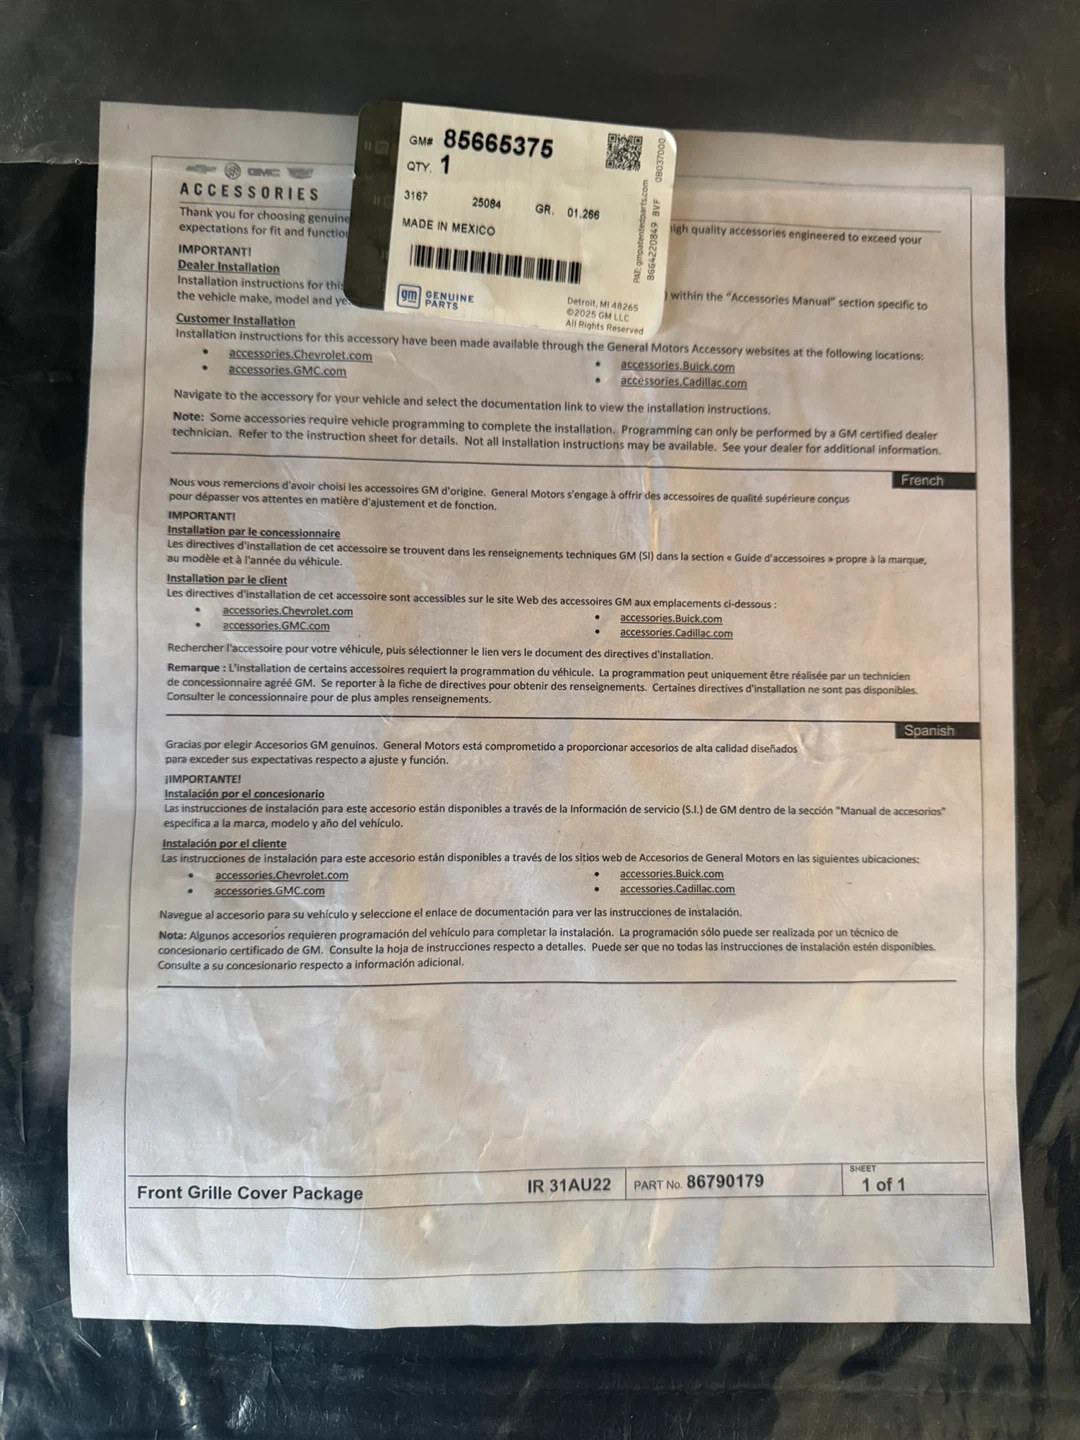 GM# 85665375
QTY. 1
3167 25084 GR. 01.266
MADE IN MEXICO
gm GENUINE
PARTS
Detroit, MI 48265
©2025 GM LLC
All Rights Reserved
PAT: gmpatentedparts.com
8664220849 BVF 08037000
GMC
ACCESSORIES
Thank you for choosing genuine high quality accessories engineered to exceed your
expectations for fit and
IMPORTANT!
Dealer Installation
Installation instructions for this within the "Accessories Manual" section specific to
the vehicle make, model and
Customer Installation
Installation instructions for this accessory have been made available through the General Motors Accessory websites at the following locations:
• accessories.Chevrolet.com
• accessories.GMC.com
• accessories.Buick.com
• accessories.Cadillac.com
Navigate to the accessory for your vehicle and select the documentation link to view the installation instructions.
Note: Some accessories require vehicle programming to complete the installation. Programming can only be performed by a GM certified dealer
technician. Refer to the instruction sheet for details. Not all installation instructions may be available. See your dealer for additional information.
French
Nous vous remercions d'avoir choisi les accessoires GM d'origine. General Motors s'engage à offrir des accessoires de qualité supérieure conçus
pour dépasser vos attentes en matière d'ajustement et de fonction.
IMPORTANT!
Installation par le concessionnaire
Les directives d'installation de cet accessoire se trouvent dans les renseignements techniques GM (SI) dans la section « Guide d'accessoires » propre à la marque,
au modèle et à l'année du véhicule.
Installation par le client
Les directives d'installation de cet accessoire sont accessibles sur le site Web des accessoires GM aux emplacements ci-dessous :
• accessories.Chevrolet.com
• accessories.GMC.com
• accessories.Buick.com
• accessories.Cadillac.com
Rechercher l'accessoire pour votre véhicule, puis sélectionner le lien vers le document des directives d'installation.
Remarque : L'installation de certains accessoires requiert la programmation du véhicule. La programmation peut uniquement être réalisée par un technicien
de concessionnaire agréé GM. Se reporter à la fiche de directives pour obtenir des renseignements. Certaines directives d'installation ne sont pas disponibles.
Consulter le concessionnaire pour de plus amples renseignements.
Spanish
Gracias por elegir Accesorios GM genuinos. General Motors está comprometido a proporcionar accesorios de alta calidad diseñados
para exceder sus expectativas respecto a ajuste y función.
¡IMPORTANTE!
Instalación por el concesionario
Las instrucciones de instalación para este accesorio están disponibles a través de la Información de servicio (S.I.) de GM dentro de la sección "Manual de accesorios"
especifica a la marca, modelo y año del vehículo.
Instalación por el cliente
Las instrucciones de instalación para este accesorio están disponibles a través de los sitios web de Accesorios de General Motors en las siguientes ubicaciones:
• accessories.Chevrolet.com
• accessories.GMC.com
• accessories.Buick.com
• accessories.Cadillac.com
Navegue al accesorio para su vehículo y seleccione el enlace de documentación para ver las instrucciones de instalación.
Nota: Algunos accesorios requieren programación del vehículo para completar la instalación. La programación sólo puede ser realizada por un técnico de
concesionario certificado de GM. Consulte la hoja de instrucciones respecto a detalles. Puede ser que no todas las instrucciones de instalación estén disponibles.
Consulte a su concesionario respecto a información adicional.
Front Grille Cover Package IR 31AU22 PART No. 86790179 SHEET
1 of 1